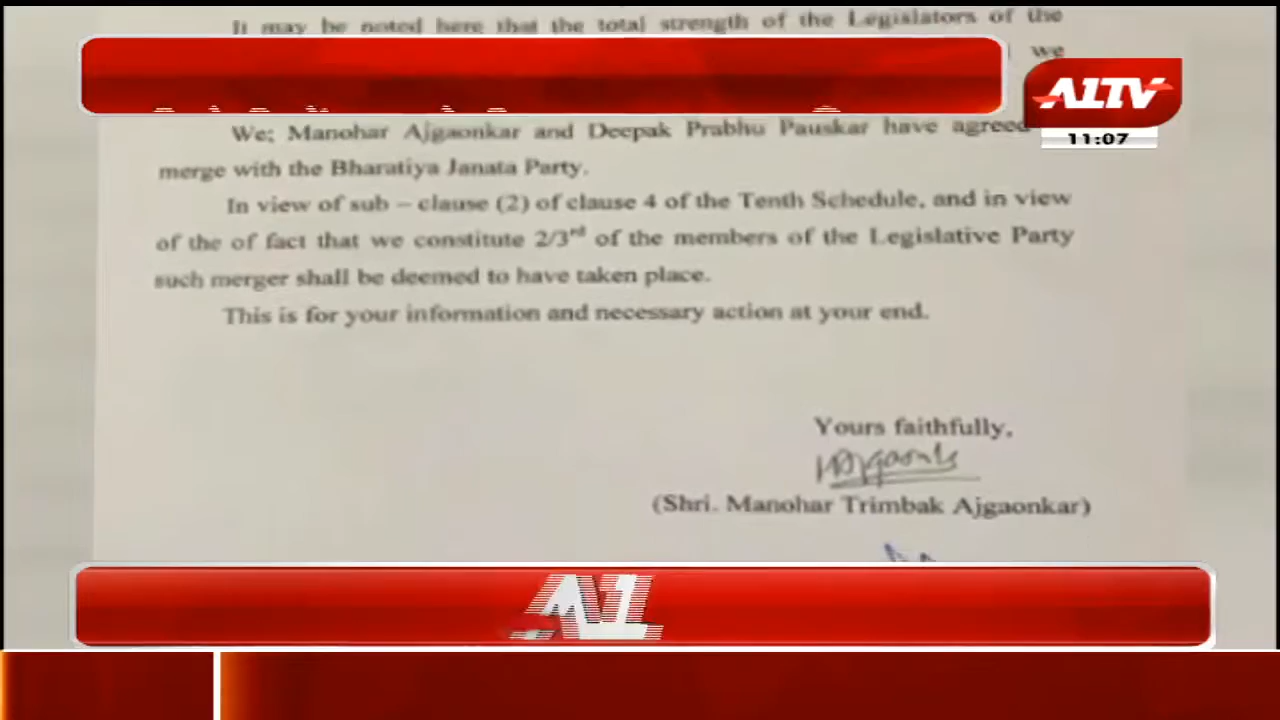 It may be noted here that the total strength of the Legislators of the
we
A1TV
11:07
We; Manohar Ajgaonkar and Deepak Prabhu Pauskar have agreed
merge with the Bharatiya Janata Party.
In view of sub – clause (2) of clause 4 of the Tenth Schedule, and in view
of the of fact that we constitute 2/3rd of the members of the Legislative Party
such merger shall be deemed to have taken place.
This is for your information and necessary action at your end.
Yours faithfully,
(Shri. Manohar Trimbak Ajgaonkar)
A1